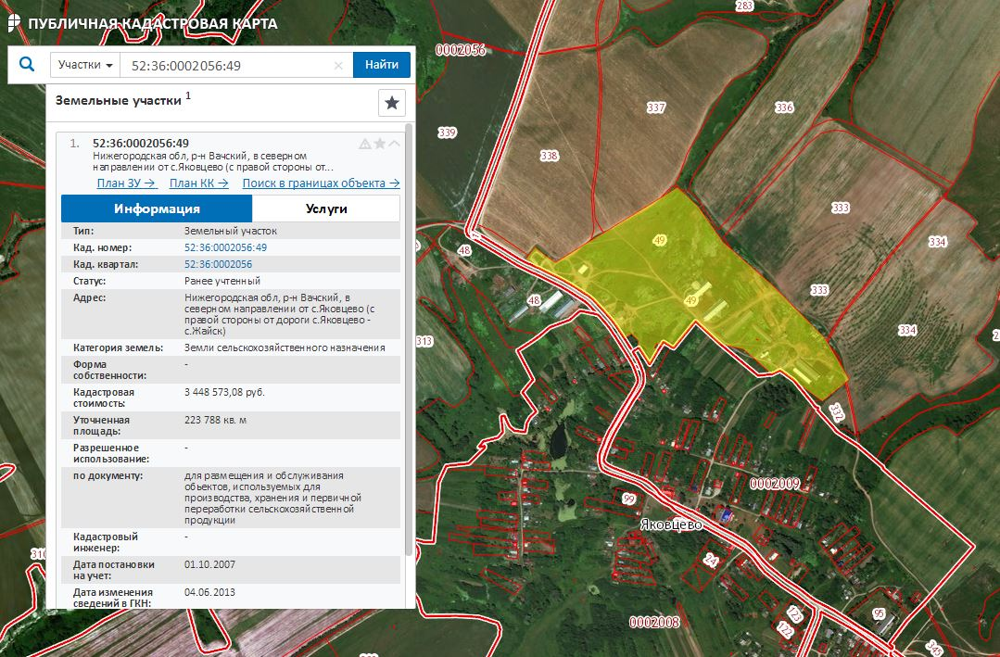 ПУБЛИЧНАЯ КАДАСТРОВАЯ КАРТА
Участки
52:36:0002056:49
Найти
Земельные участки 1
1. 52:36:0002056:49
Нижегородская обл, р-н Вачский, в северном
направлении от с.Яковцево (с правой стороны от...
План ЗУ → План КК → Поиск в границах объекта →
Информация Услуги
Тип: Земельный участок
Кад. номер: 52:36:0002056:49
Кад. квартал: 52:36:0002056
Статус: Ранее учтенный
Адрес: Нижегородская обл, р-н Вачский, в
северном направлении от с.Яковцево (с
правой стороны от дороги с.Яковцево -
с.Жайск)
Категория земель: Земли сельскохозяйственного назначения
Форма
собственности: -
Кадастровая
стоимость: 3 448 573,08 руб.
Уточненная
площадь: 223 788 кв. м
Разрешенное
использование: -
по документу: для размещения и обслуживания
объектов, используемых для
производства, хранения и первичной
переработки сельскохозяйственной
продукции
Кадастровый
инженер: -
Дата постановки
на учет: 01.10.2007
Дата изменения
сведений в ГКН: 04.06.2013
283
0002056
337
336
339
338
333
334
49
48
48
49
333
334
313
332
0002009
99
Яковцево
24
310
0002008
123
122
95
345